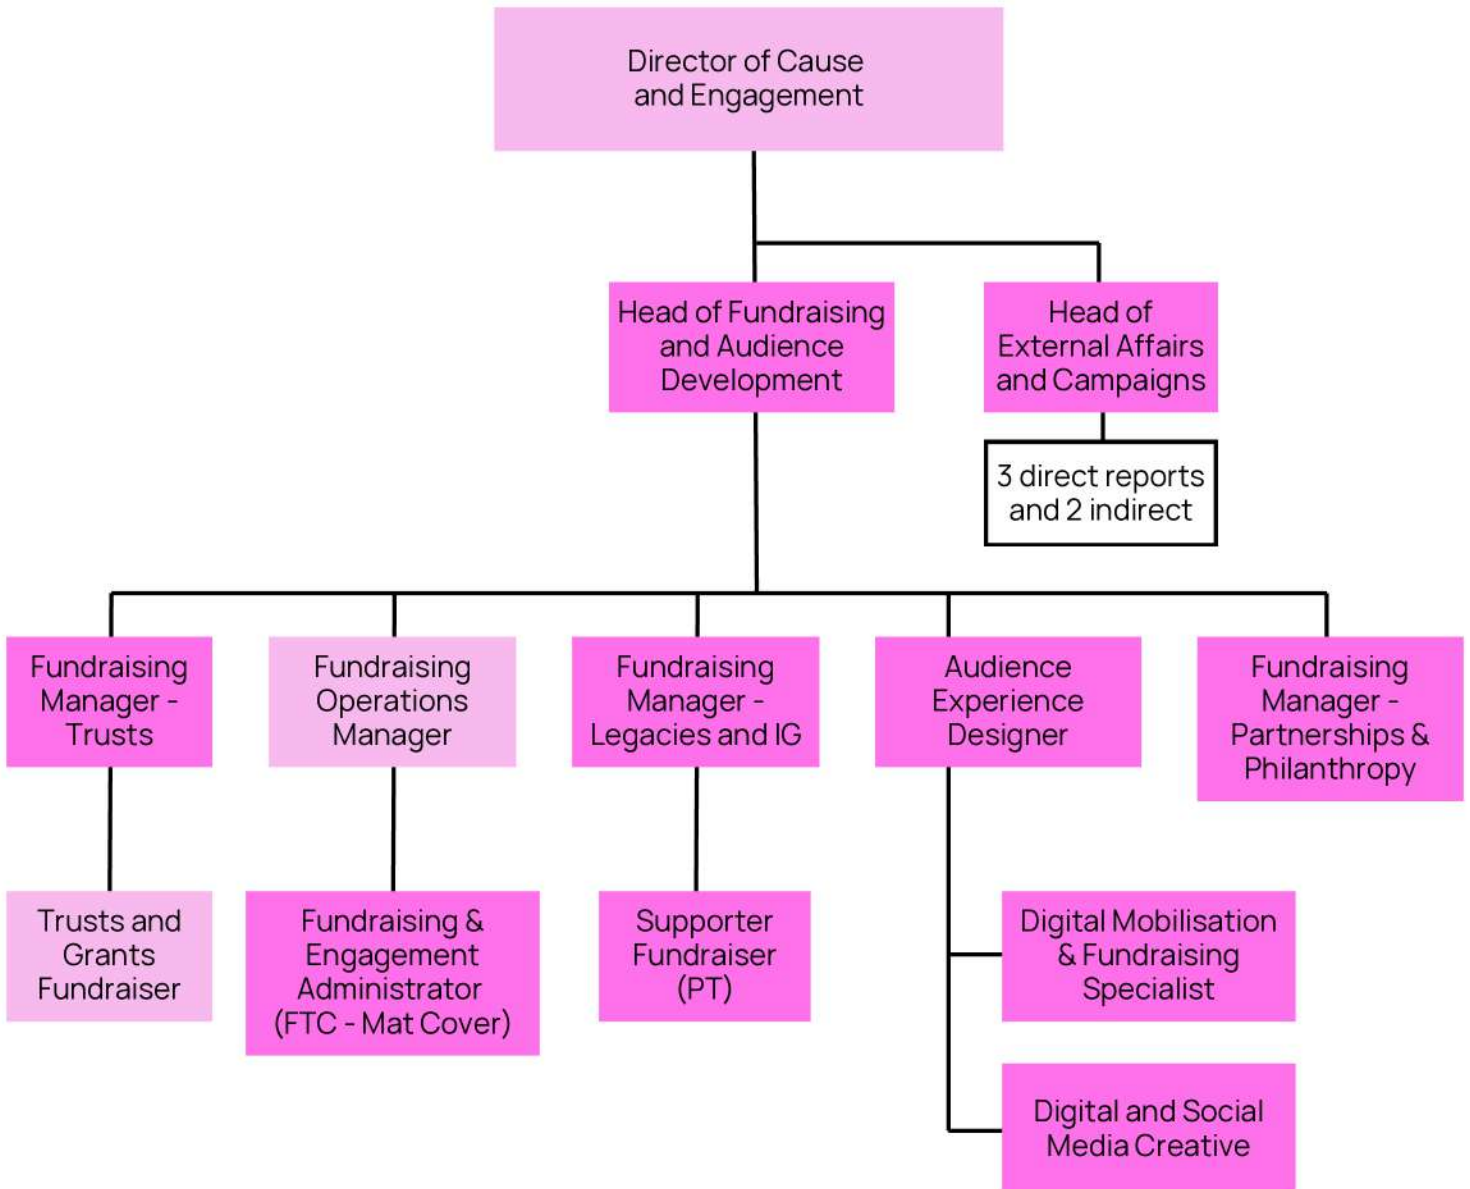 Director of Cause
and Engagement
Head of Fundraising
and Audience
Development
Head of
External Affairs
and Campaigns
3 direct reports
and 2 indirect
Fundraising
Manager -
Trusts
Fundraising
Operations
Manager
Fundraising
Manager -
Legacies and IG
Audience
Experience
Designer
Fundraising
Manager -
Partnerships &
Philanthropy
Trusts and
Grants
Fundraiser
Fundraising &
Engagement
Administrator
(FTC - Mat Cover)
Supporter
Fundraiser
(PT)
Digital Mobilisation
& Fundraising
Specialist
Digital and Social
Media Creative